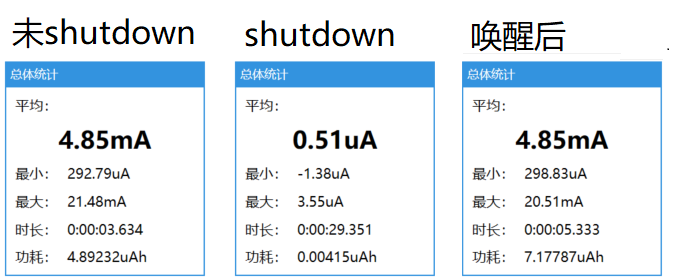 未shutdown
总体统计
平均:
4.85mA
最小: 292.79uA
最大: 21.48mA
时长: 0:00:03.634
功耗: 4.89232uAh
shutdown
总体统计
平均:
0.51uA
最小: -1.38uA
最大: 3.55uA
时长: 0:00:29.351
功耗: 0.00415uAh
唤醒后
总体统计
平均:
4.85mA
最小: 298.83uA
最大: 20.51mA
时长: 0:00:05.333
功耗: 7.17787uAh